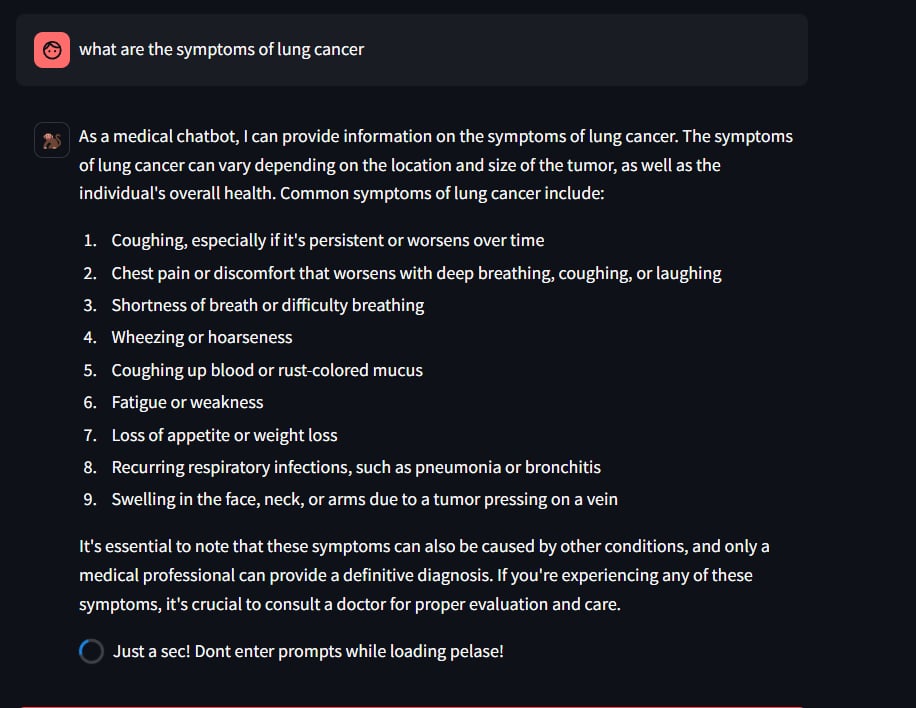 what are the symptoms of lung cancer
As a medical chatbot, I can provide information on the symptoms of lung cancer. The symptoms
of lung cancer can vary depending on the location and size of the tumor, as well as the
individual's overall health. Common symptoms of lung cancer include:
1. Coughing, especially if it's persistent or worsens over time
2. Chest pain or discomfort that worsens with deep breathing, coughing, or laughing
3. Shortness of breath or difficulty breathing
4. Wheezing or hoarseness
5. Coughing up blood or rust-colored mucus
6. Fatigue or weakness
7. Loss of appetite or weight loss
8. Recurring respiratory infections, such as pneumonia or bronchitis
9. Swelling in the face, neck, or arms due to a tumor pressing on a vein
It's essential to note that these symptoms can also be caused by other conditions, and only a
medical professional can provide a definitive diagnosis. If you're experiencing any of these
symptoms, it's crucial to consult a doctor for proper evaluation and care.
Just a sec! Dont enter prompts while loading pelase!